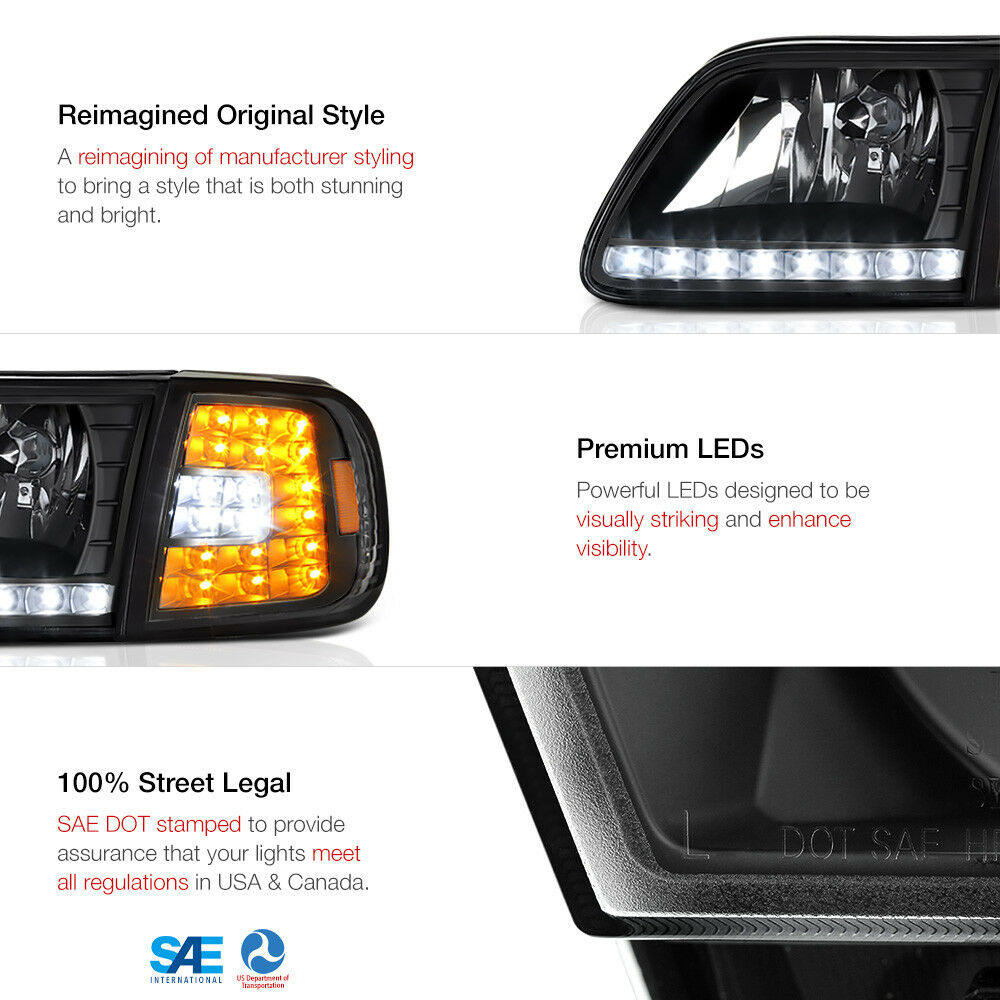 Reimagined Original Style
A reimagining of manufacturer styling
to bring a style that is both stunning
and bright.
Premium LEDs
Powerful LEDs designed to be
visually striking and enhance
visibility.
100% Street Legal
SAE DOT stamped to provide
assurance that your lights meet
all regulations in USA & Canada.
L DOT SAE
SAE
INTERNATIONAL
US Department of
Transportation